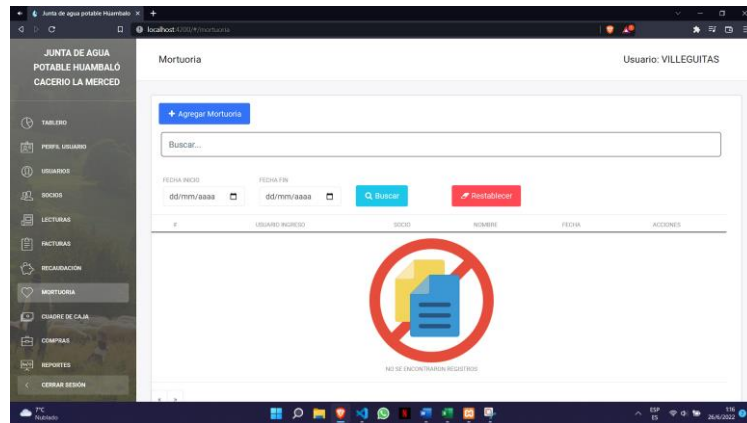 Junta de agua potable Huambalo
localhost:4200/#/mortuoria
JUNTA DE AGUA
POTABLE HUAMBALÓ
CACERIO LA MERCED
TABLERO
PERFIL USUARIO
USUARIOS
SOCIOS
LECTURAS
FACTURAS
RECAUDACIÓN
MORTUORIA
CUADRE DE CAJA
COMPRAS
REPORTES
CERRAR SESIÓN
Mortuoria
Usuario: VILLEGUITAS
+ Agregar Mortuoria
Buscar...
FECHA INICIO FECHA FIN
dd/mm/aaaa dd/mm/aaaa Buscar Restablecer
# USUARIO INGRESO SOCIO NOMBRE FECHA ACCIONES
NO SE ENCONTRARON REGISTROS
7°C
Nublado
ESP
ES
1:16
26/6/2022